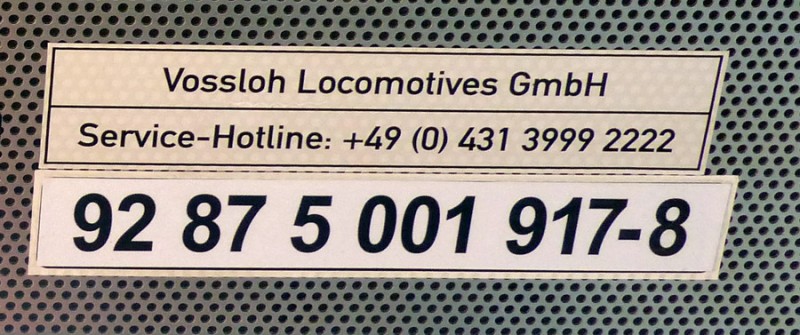 Vossloh Locomotives GmbH
Service-Hotline: +49 (0) 431 3999 2222
92 87 5 001 917-8